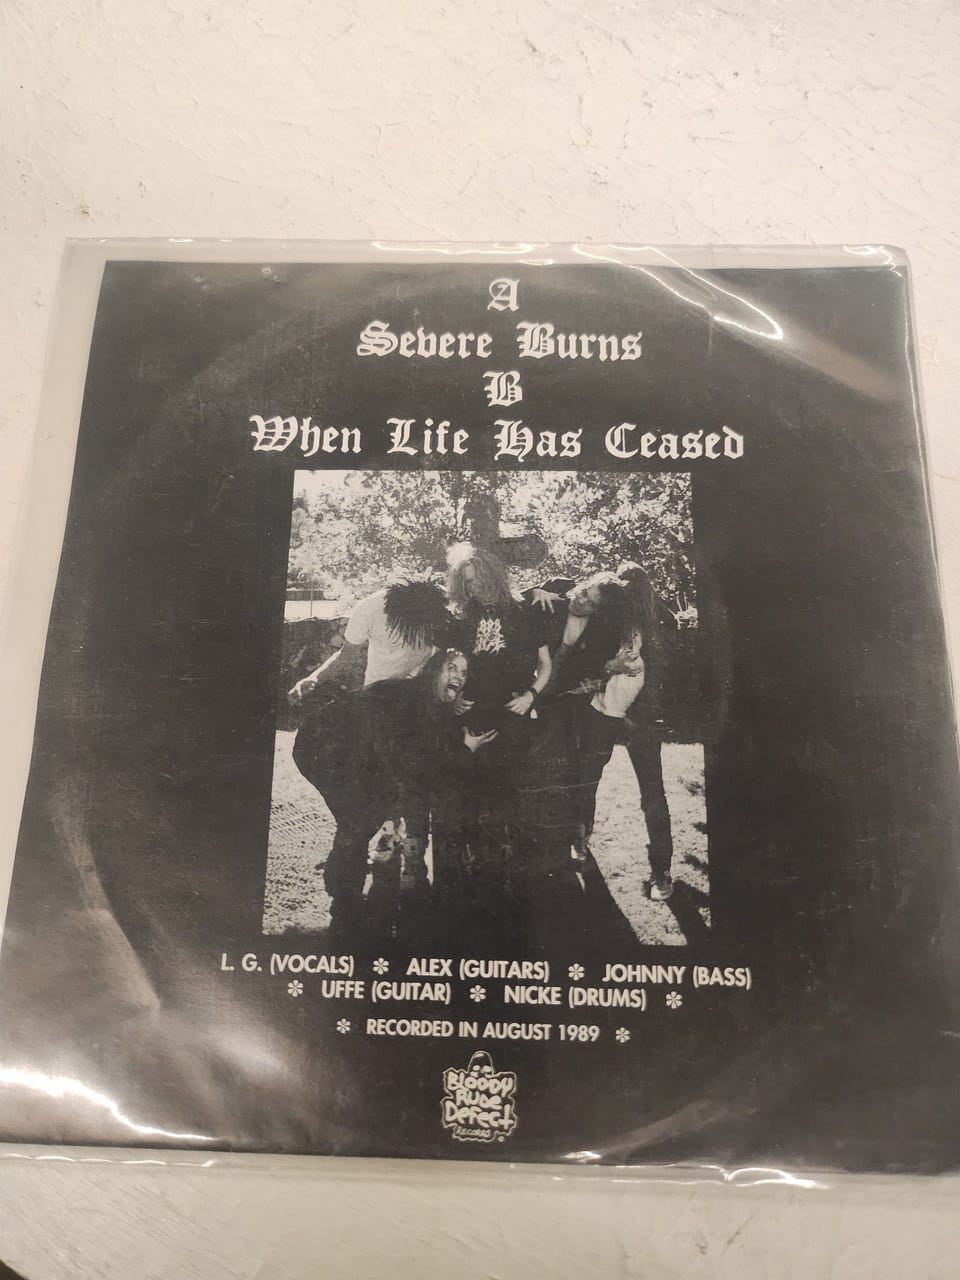 A
Severe Burns
B
When Life Has Ceased
L. G. (VOCALS) ✻ ALEX (GUITARS) ✻ JOHNNY (BASS)
✻ UFFE (GUITAR) ✻ NICKE (DRUMS) ✻
✻ RECORDED IN AUGUST 1989 ✻
BLOODY
RUDE
DEFECT
RECORDS